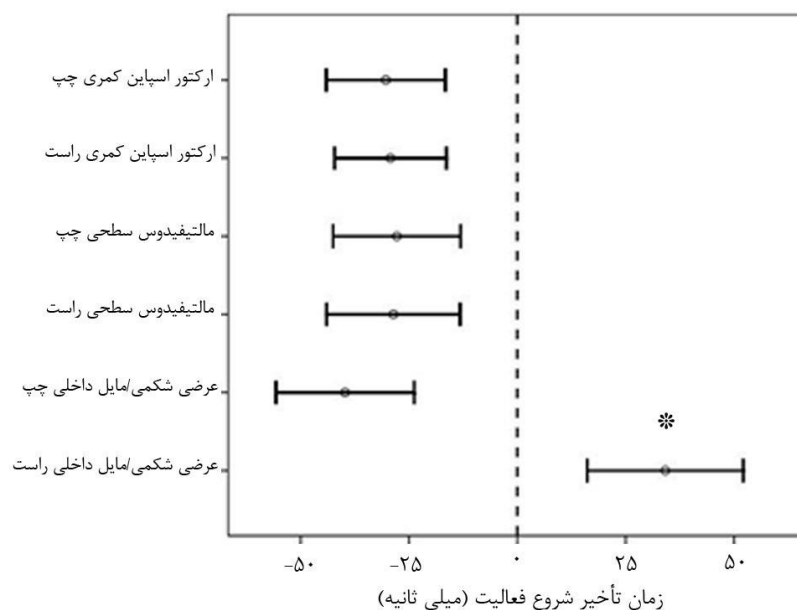 ارکتور اسپاین کمری چپ
ارکتور اسپاین کمری راست
مالتیفیدوس سطحی چپ
مالتیفیدوس سطحی راست
عرضی شکمی/مایل داخلی چپ
عرضی شکمی/مایل داخلی راست
❊
-۵۰ -۲۵ ۰ ۲۵ ۵۰
زمان تأخیر شروع فعالیت (میلی ثانیه)